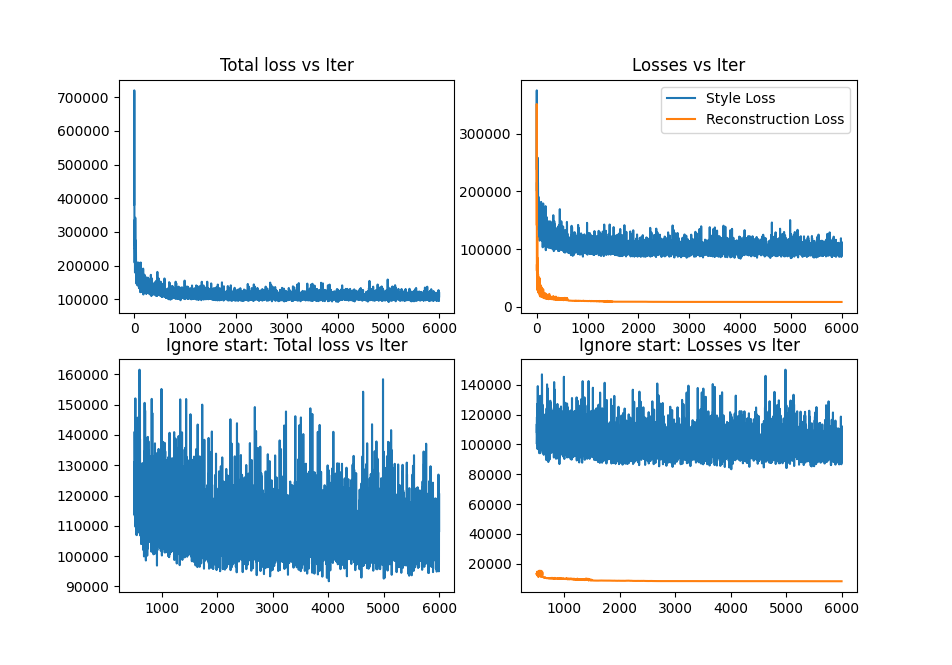 Total loss vs Iter
700000
600000
500000
400000
300000
200000
100000
0 1000 2000 3000 4000 5000 6000
Losses vs Iter
Style Loss
Reconstruction Loss
300000
200000
100000
0
0 1000 2000 3000 4000 5000 6000
Ignore start: Total loss vs Iter
160000
150000
140000
130000
120000
110000
100000
90000
1000 2000 3000 4000 5000 6000
Ignore start: Losses vs Iter
140000
120000
100000
80000
60000
40000
20000
1000 2000 3000 4000 5000 6000